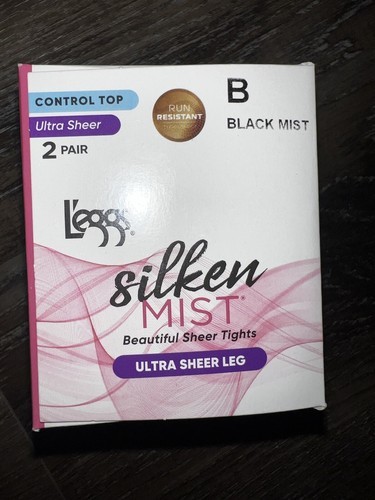 CONTROL TOP
Ultra Sheer
2 PAIR
RUN
RESISTANT
B
BLACK MIST
L'eggs®
silken
MIST®
Beautiful Sheer Tights
ULTRA SHEER LEG